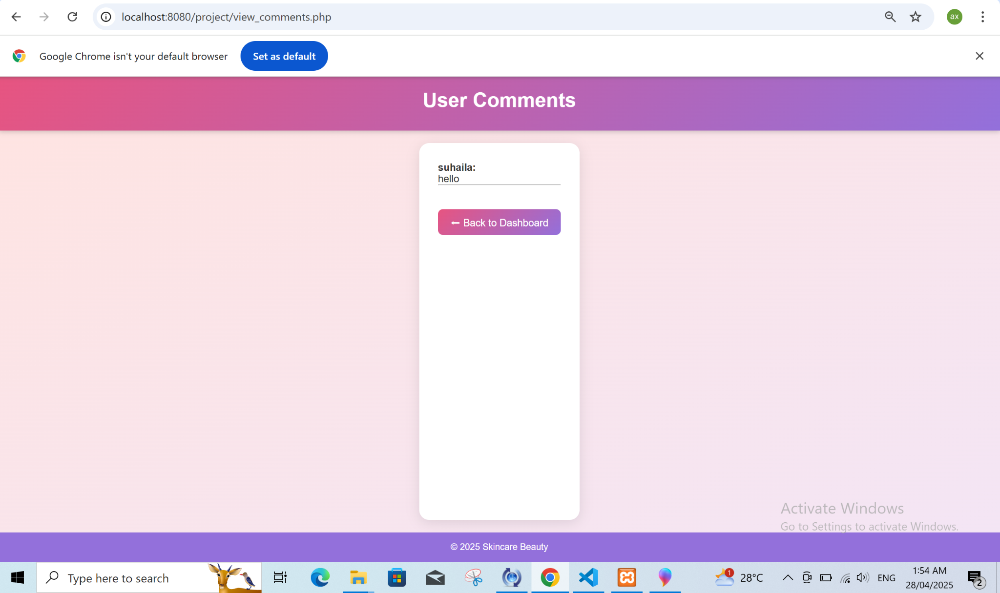 localhost:8080/project/view_comments.php
ax
Google Chrome isn't your default browser
Set as default
User Comments
suhaila:
hello
← Back to Dashboard
Activate Windows
Go to Settings to activate Windows.
© 2025 Skincare Beauty
Type here to search
1
28°C
ENG
1:54 AM
28/04/2025
2